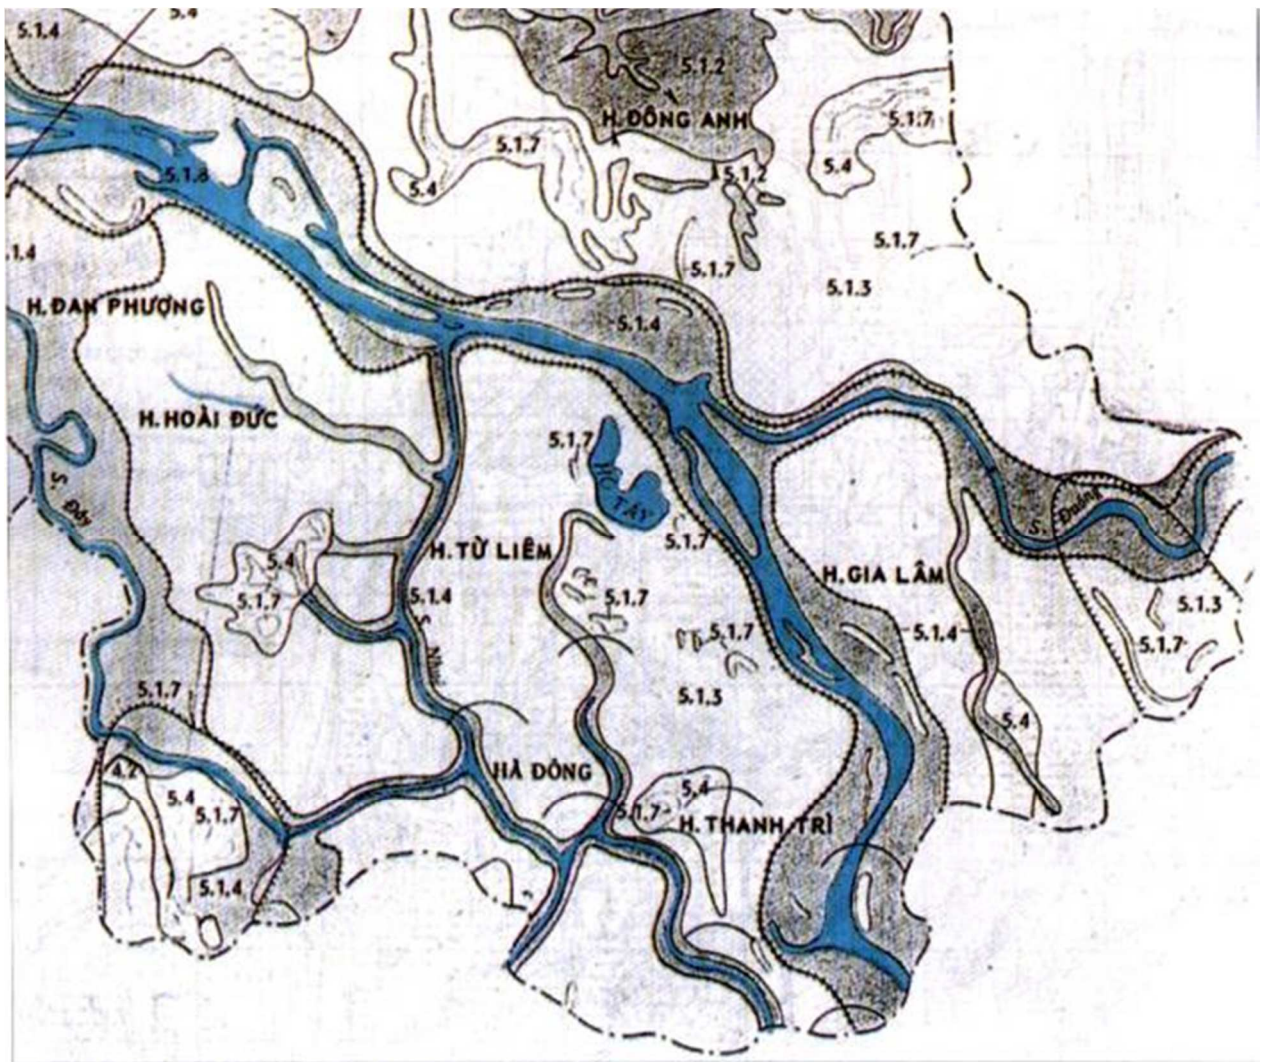 5.1.4
5.4
5.1.2
H. ĐÔNG ANH
5.1.7
5.1.7
5.4
5.4
5.1.2
.1.4
5.1.7
5.1.7
5.1.3
H. ĐAN PHƯỢNG
5.1.4
H. HOÀI ĐỨC
5.1.7
S. Đáy
TÂY
S. Đuống
H. TỪ LIÊM
5.1.7
5.4
H. GIA LÂM
5.1.7
5.1.4
5.1.7
5.1.3
S. Nhuệ
5.1.7
5.1.4
5.1.7
5.1.7
5.1.3
5.4
HÀ ĐÔNG
4.2
5.4
5.1.7
5.1.7
5.4
H. THANH TRÌ
5.1.4